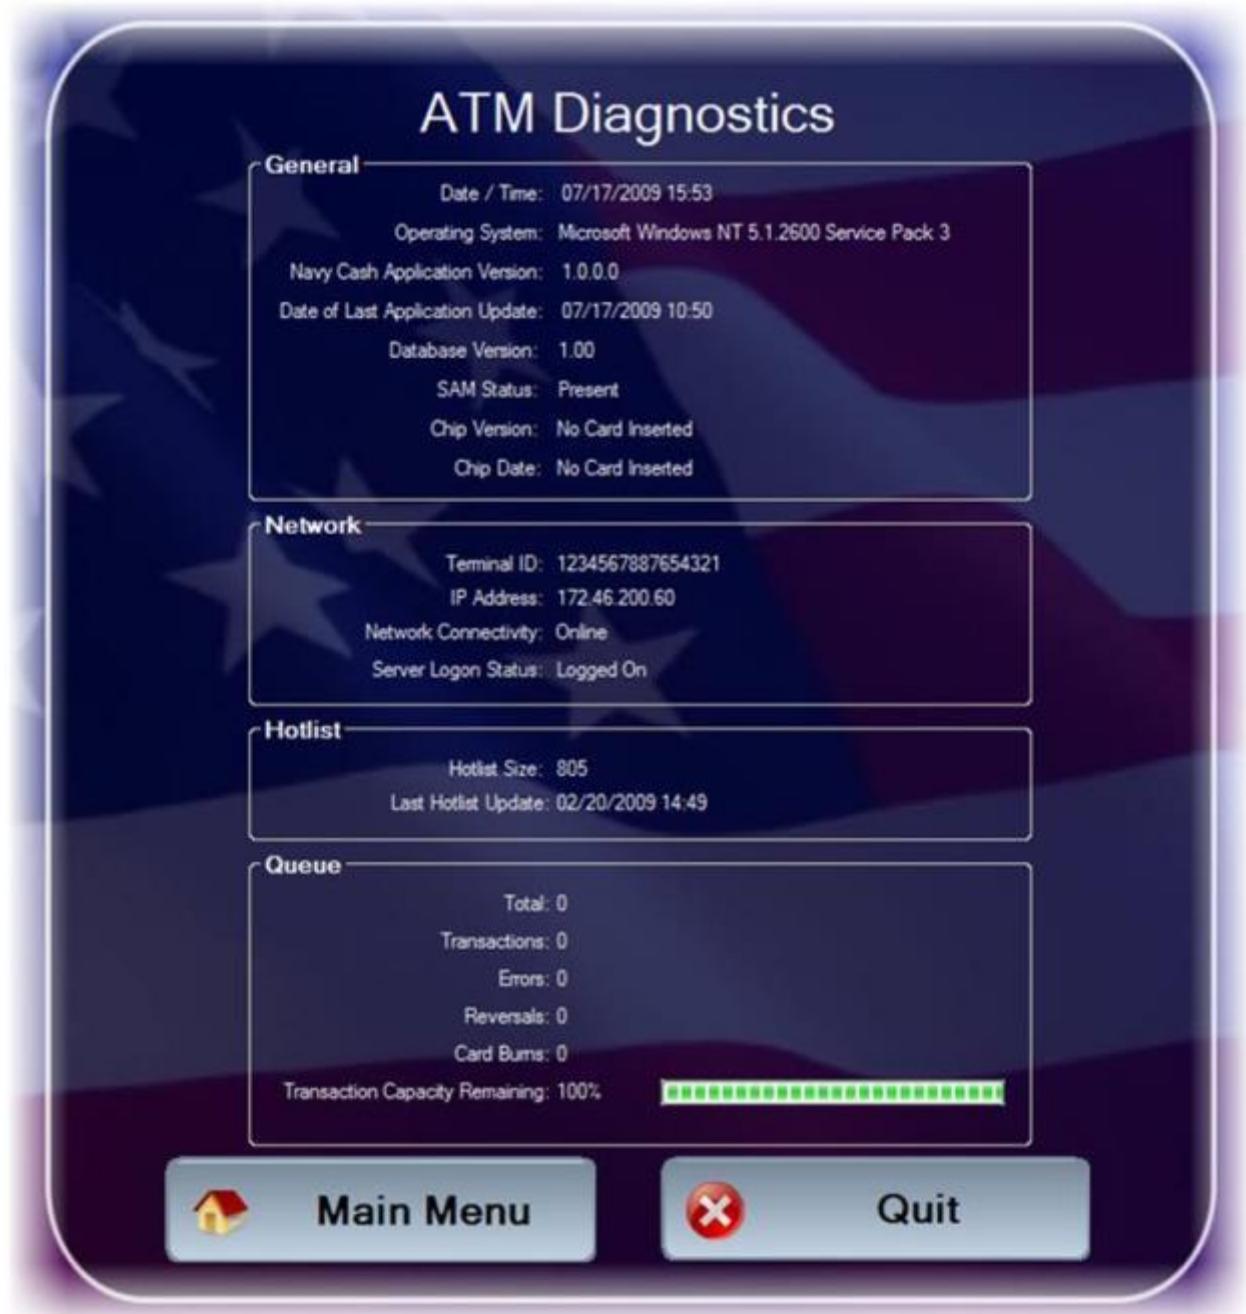 ATM Diagnostics
General
Date / Time: 07/17/2009 15:53
Operating System: Microsoft Windows NT 5.1.2600 Service Pack 3
Navy Cash Application Version: 1.0.0.0
Date of Last Application Update: 07/17/2009 10:50
Database Version: 1.00
SAM Status: Present
Chip Version: No Card Inserted
Chip Date: No Card Inserted
Network
Terminal ID: 1234567887654321
IP Address: 172.46.200.60
Network Connectivity: Online
Server Logon Status: Logged On
Hotlist
Hotlist Size: 805
Last Hotlist Update: 02/20/2009 14:49
Queue
Total: 0
Transactions: 0
Errors: 0
Reversals: 0
Card Burns: 0
Transaction Capacity Remaining: 100%
Main Menu
Quit